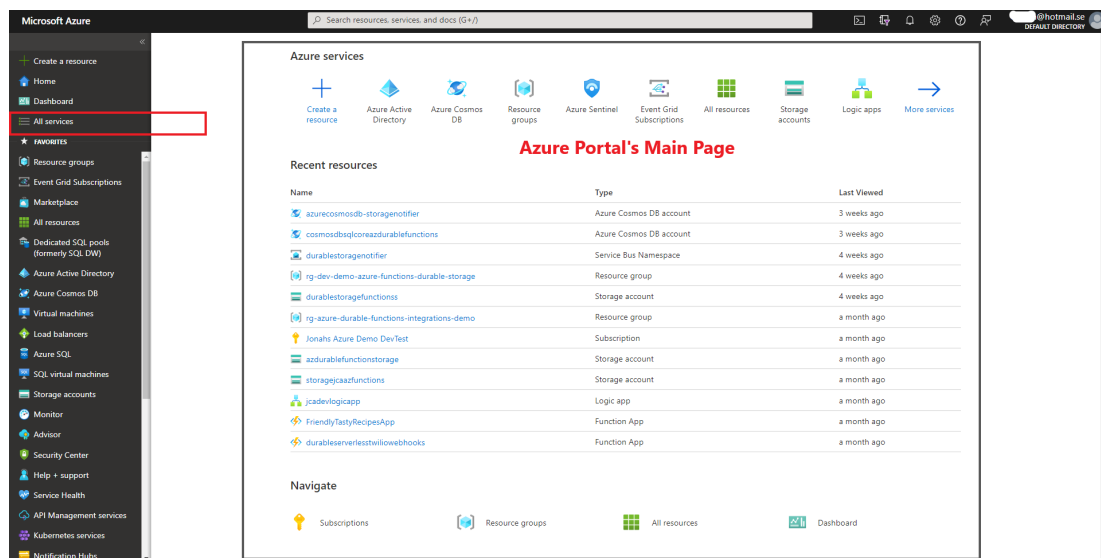 Microsoft Azure
Search resources, services, and docs (G+/)
@hotmail.se
DEFAULT DIRECTORY
«
Create a resource
Home
Dashboard
All services
FAVORITES
Resource groups
Event Grid Subscriptions
Marketplace
All resources
Dedicated SQL pools
(formerly SQL DW)
Azure Active Directory
Azure Cosmos DB
Virtual machines
Load balancers
Azure SQL
SQL virtual machines
Storage accounts
Monitor
Advisor
Security Center
Help + support
Service Health
API Management services
Kubernetes services
Notification Hubs
Azure services
Create a
resource
Azure Active
Directory
Azure Cosmos
DB
Resource
groups
Azure Sentinel
Event Grid
Subscriptions
All resources
Storage
accounts
Logic apps
More services
Azure Portal's Main Page
Recent resources
Name Type Last Viewed
azurecosmosdb-storagenotifier Azure Cosmos DB account 3 weeks ago
cosmosdbsqlcoreazdurablefunctions Azure Cosmos DB account 3 weeks ago
durablestoragenotifier Service Bus Namespace 4 weeks ago
rg-dev-demo-azure-functions-durable-storage Resource group 4 weeks ago
durablestoragefunctionss Storage account 4 weeks ago
rg-azure-durable-functions-integrations-demo Resource group a month ago
Jonahs Azure Demo DevTest Subscription a month ago
azdurablefunctionstorage Storage account a month ago
storagejcaazfunctions Storage account a month ago
jcadevlogicapp Logic app a month ago
FriendlyTastyRecipesApp Function App a month ago
durableserverlesstwiliowebhooks Function App a month ago
Navigate
Subscriptions Resource groups All resources Dashboard